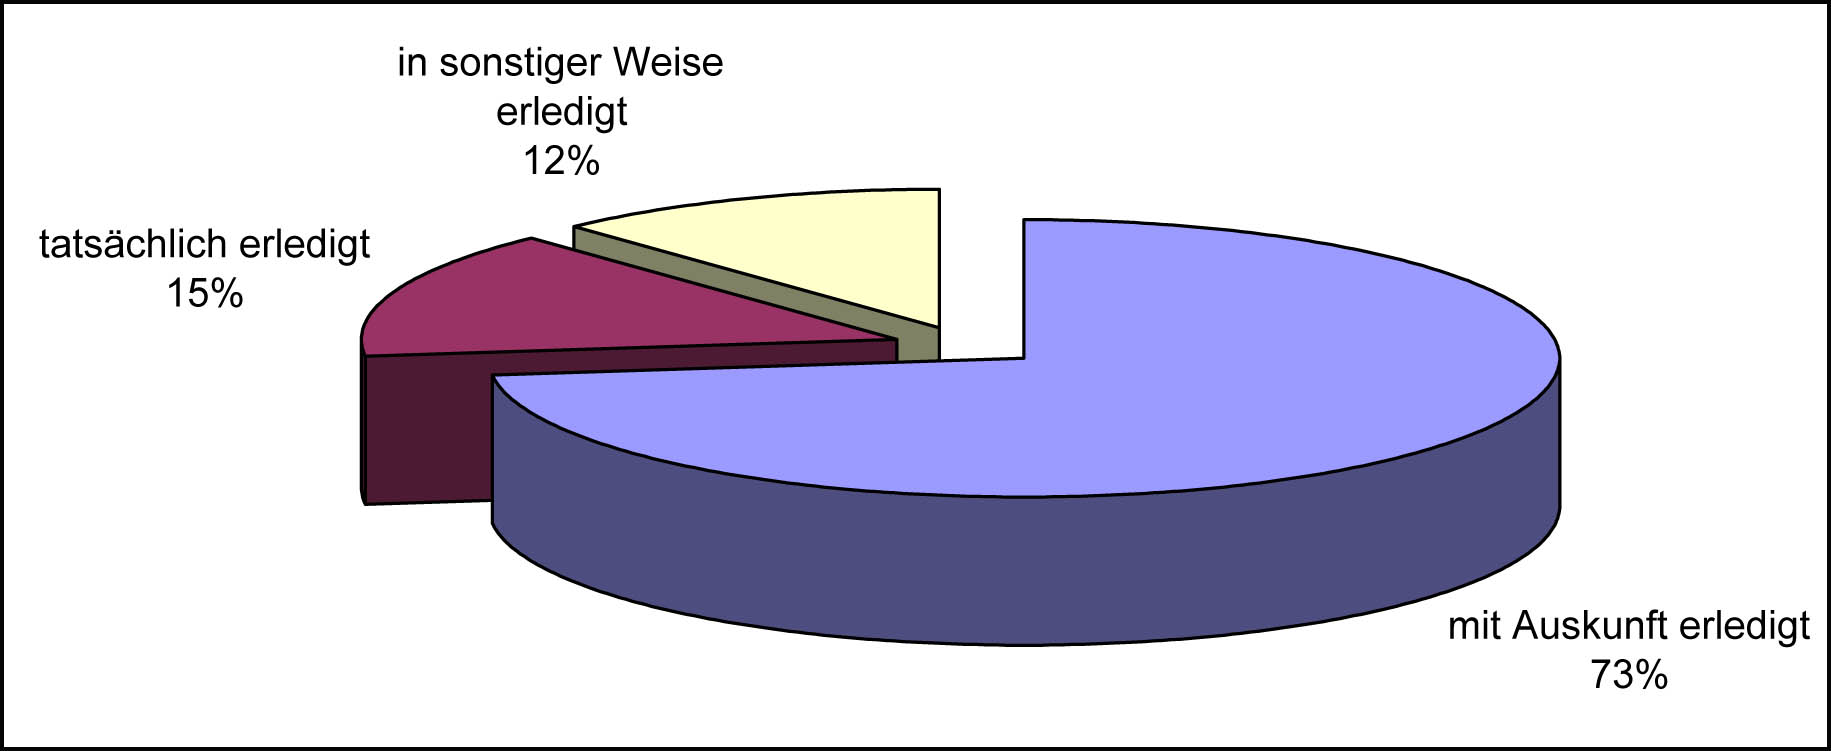 in sonstiger Weise
erledigt
12%
tatsächlich erledigt
15%
mit Auskunft erledigt
73%